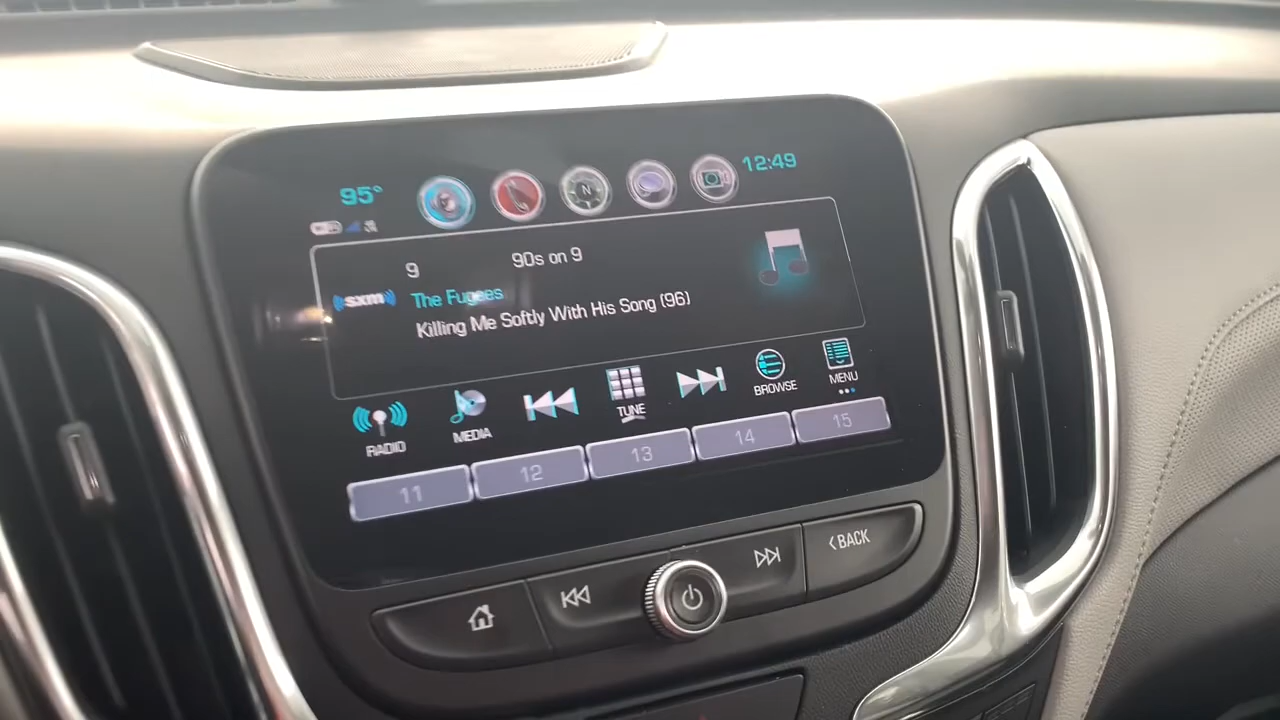 95°
N
12:49
9
90s on 9
sxm
The Fugees
Killing Me Softly With His Song (96)
RADIO
MEDIA
TUNE
BROWSE
MENU
11
12
13
14
15
< BACK